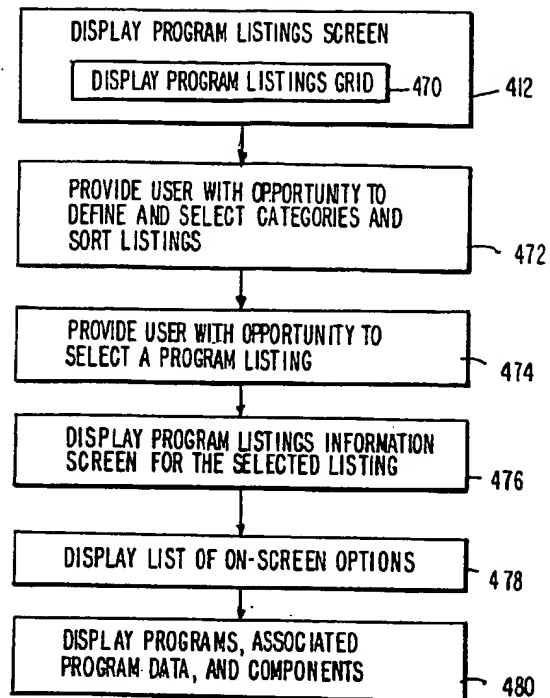 DISPLAY PROGRAM LISTINGS SCREEN
DISPLAY PROGRAM LISTINGS GRID
470
412
PROVIDE USER WITH OPPORTUNITY TO
DEFINE AND SELECT CATEGORIES AND
SORT LISTINGS
472
PROVIDE USER WITH OPPORTUNITY TO
SELECT A PROGRAM LISTING
474
DISPLAY PROGRAM LISTINGS INFORMATION
SCREEN FOR THE SELECTED LISTING
476
DISPLAY LIST OF ON-SCREEN OPTIONS
478
DISPLAY PROGRAMS, ASSOCIATED
PROGRAM DATA, AND COMPONENTS
480